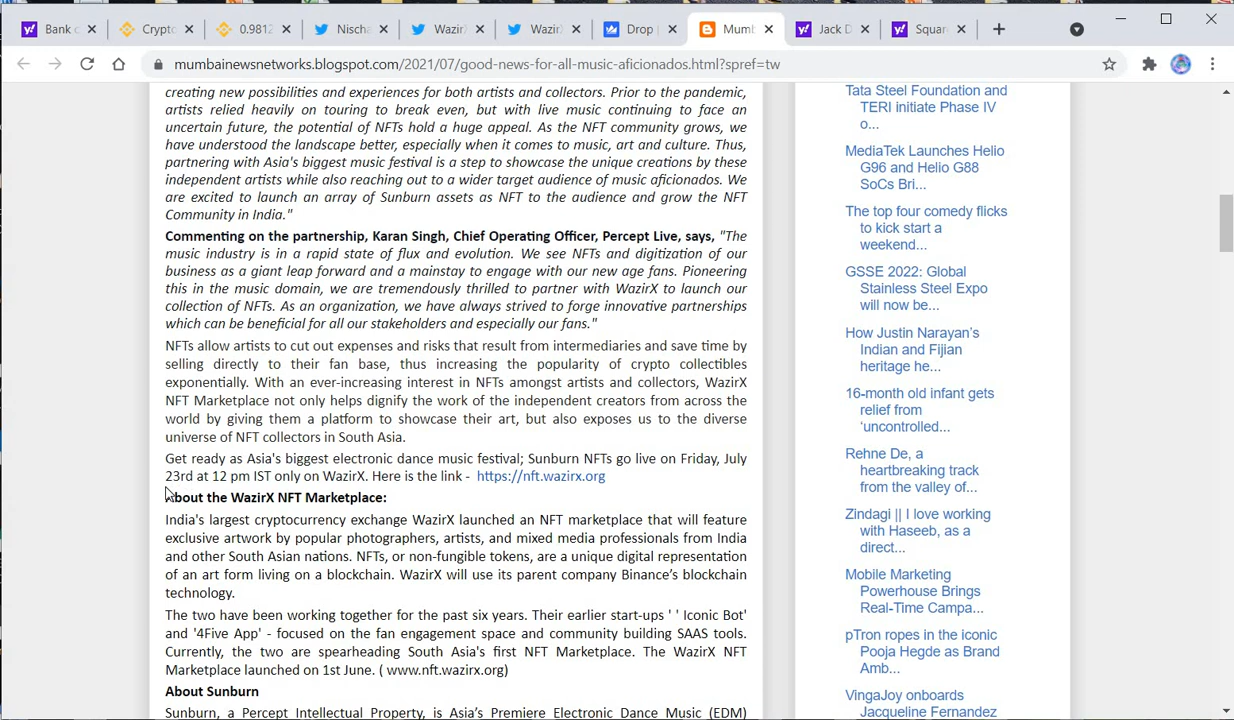 Bank c
Crypto
0.9812
Nischa
Wazir
Wazir
Drop
Mumb
Jack D
Square
mumbainewsnetworks.blogspot.com/2021/07/good-news-for-all-music-aficionados.html?spref=tw
creating new possibilities and experiences for both artists and collectors. Prior to the pandemic,
artists relied heavily on touring to break even, but with live music continuing to face an
uncertain future, the potential of NFTs hold a huge appeal. As the NFT community grows, we
have understood the landscape better, especially when it comes to music, art and culture. Thus,
partnering with Asia's biggest music festival is a step to showcase the unique creations by these
independent artists while also reaching out to a wider target audience of music aficionados. We
are excited to launch an array of Sunburn assets as NFT to the audience and grow the NFT
Community in India."
Commenting on the partnership, Karan Singh, Chief Operating Officer, Percept Live, says, "The
music industry is in a rapid state of flux and evolution. We see NFTs and digitization of our
business as a giant leap forward and a mainstay to engage with our new age fans. Pioneering
this in the music domain, we are tremendously thrilled to partner with WazirX to launch our
collection of NFTs. As an organization, we have always strived to forge innovative partnerships
which can be beneficial for all our stakeholders and especially our fans."
NFTs allow artists to cut out expenses and risks that result from intermediaries and save time by
selling directly to their fan base, thus increasing the popularity of crypto collectibles
exponentially. With an ever-increasing interest in NFTs amongst artists and collectors, WazirX
NFT Marketplace not only helps dignify the work of the independent creators from across the
world by giving them a platform to showcase their art, but also exposes us to the diverse
universe of NFT collectors in South Asia.
Get ready as Asia's biggest electronic dance music festival; Sunburn NFTs go live on Friday, July
23rd at 12 pm IST only on WazirX. Here is the link - https://nft.wazirx.org
About the WazirX NFT Marketplace:
India's largest cryptocurrency exchange WazirX launched an NFT marketplace that will feature
exclusive artwork by popular photographers, artists, and mixed media professionals from India
and other South Asian nations. NFTs, or non-fungible tokens, are a unique digital representation
of an art form living on a blockchain. WazirX will use its parent company Binance's blockchain
technology.
The two have been working together for the past six years. Their earlier start-ups ' ' Iconic Bot'
and '4Five App' - focused on the fan engagement space and community building SAAS tools.
Currently, the two are spearheading South Asia's first NFT Marketplace. The WazirX NFT
Marketplace launched on 1st June. ( www.nft.wazirx.org)
About Sunburn
Sunburn, a Percept Intellectual Property, is Asia's Premiere Electronic Dance Music (EDM)
Tata Steel Foundation and
TERI initiate Phase IV
o...
MediaTek Launches Helio
G96 and Helio G88
SoCs Bri...
The top four comedy flicks
to kick start a
weekend...
GSSE 2022: Global
Stainless Steel Expo
will now be...
How Justin Narayan's
Indian and Fijian
heritage he...
16-month old infant gets
relief from
'uncontrolled...
Rehne De, a
heartbreaking track
from the valley of...
Zindagi || I love working
with Haseeb, as a
direct...
Mobile Marketing
Powerhouse Brings
Real-Time Campa...
pTron ropes in the iconic
Pooja Hegde as Brand
Amb...
VingaJoy onboards
Jacqueline Fernandez